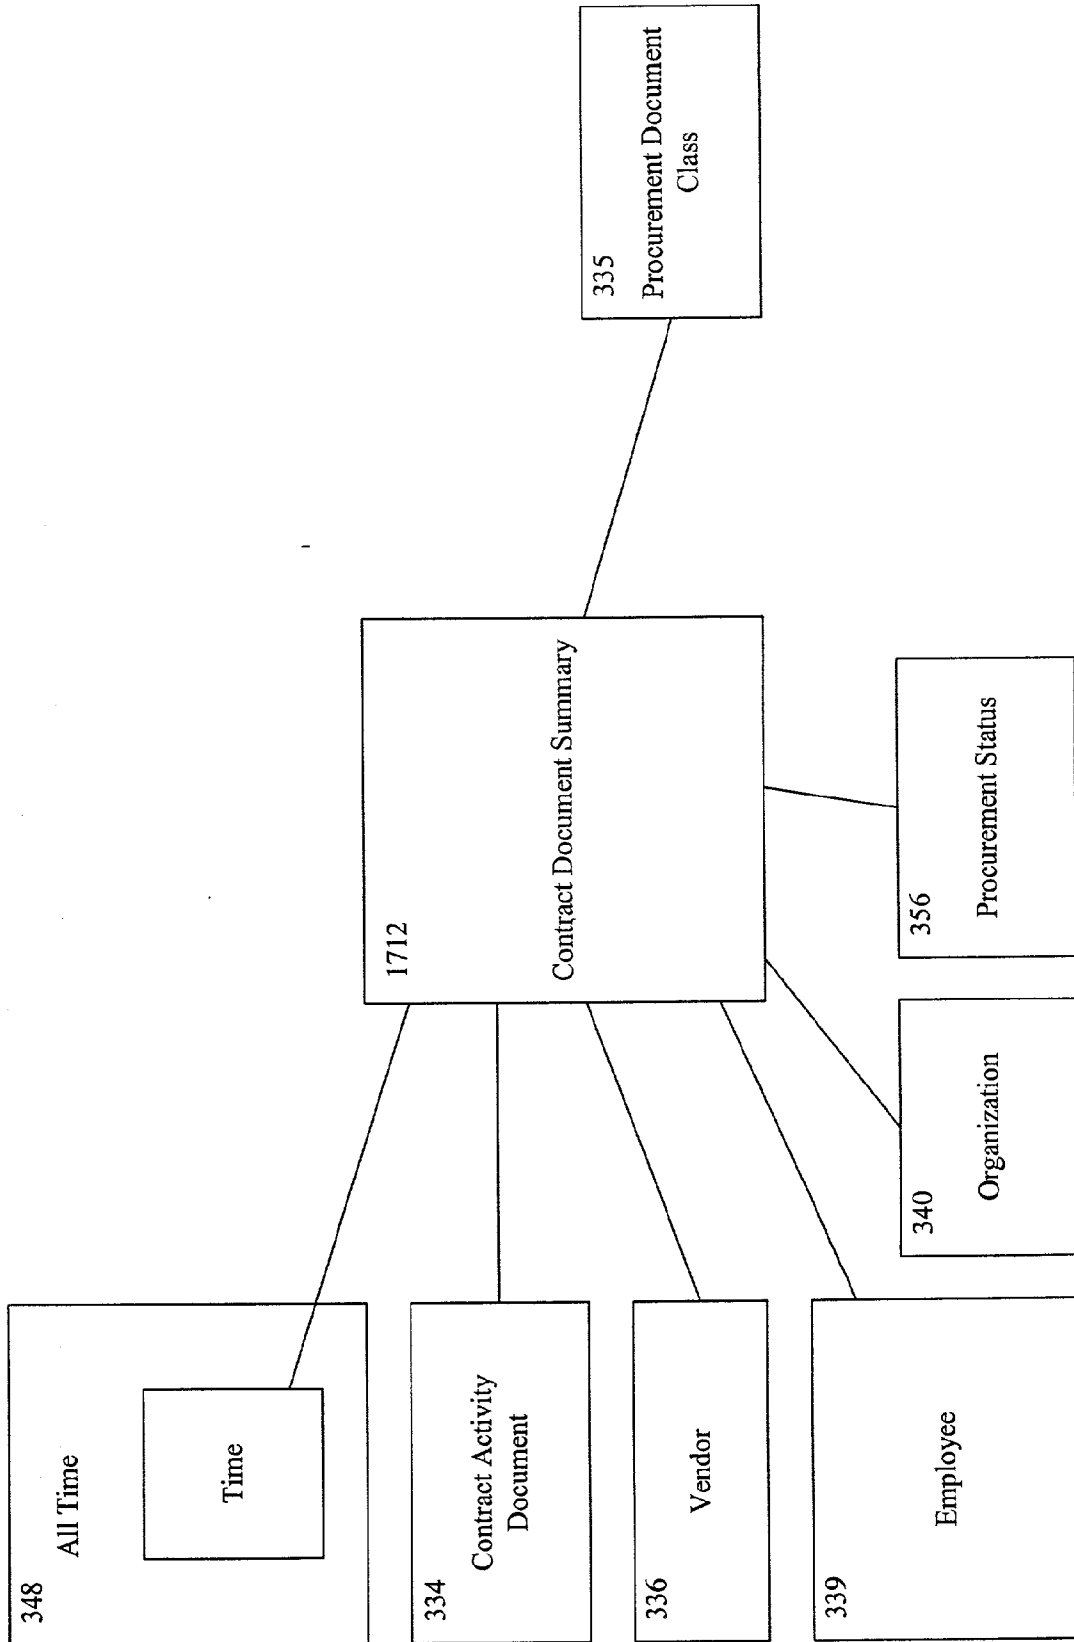 348
All Time
Time
334
Contract Activity
Document
336
Vendor
339
Employee
1712
Contract Document Summary
340
Organization
356
Procurement Status
335
Procurement Document
Class